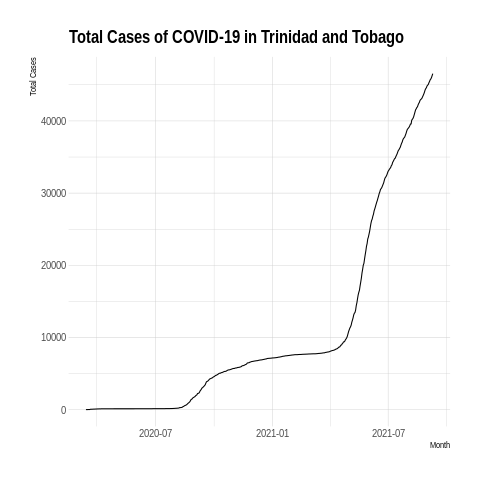 Total Cases of COVID-19 in Trinidad and Tobago
Total Cases
40000
30000
20000
10000
0
2020-07 2021-01 2021-07
Month